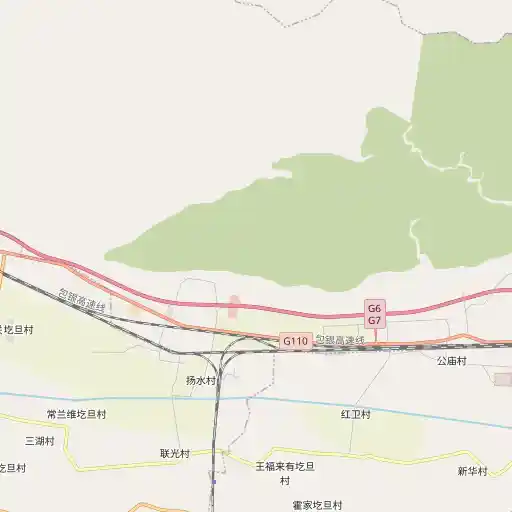 包银高速线
G6
G7
圪旦村
G110
包银高速线
公庙村
扬水村
常兰维圪旦村
红卫村
三湖村
联光村
圪旦村
王福来有圪旦
村
新华村
霍家圪旦村